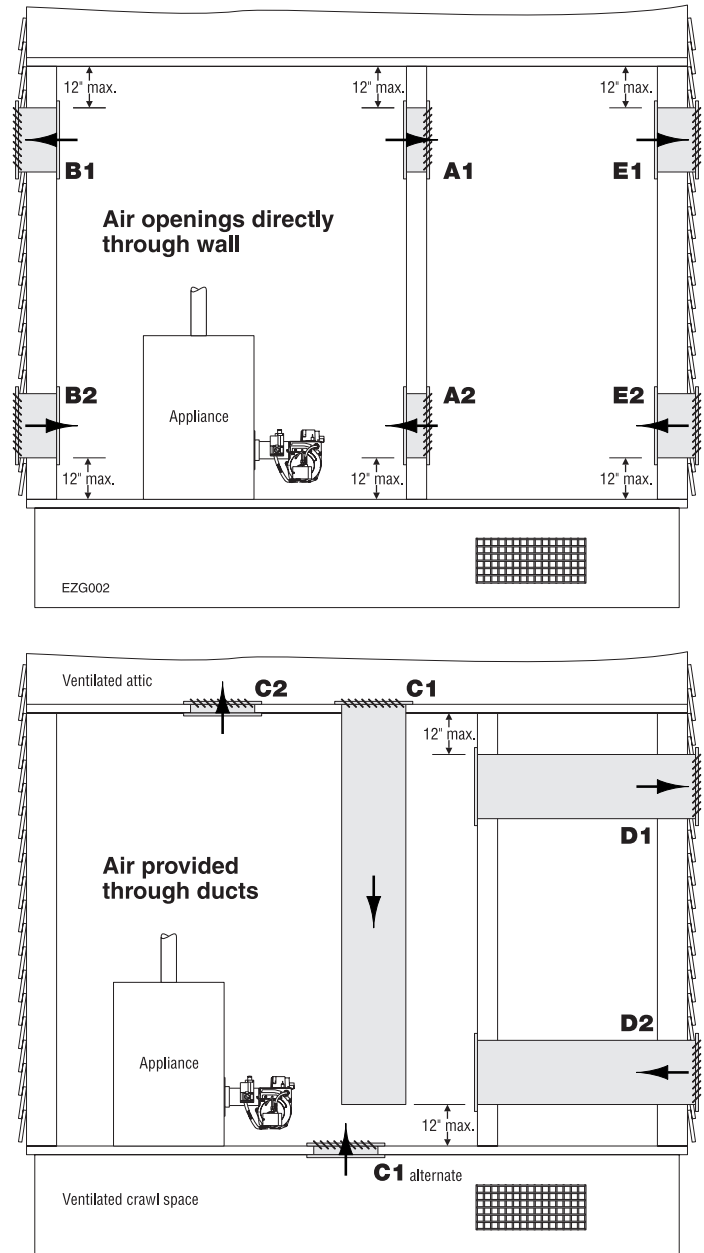 12" max.
12" max.
12" max.
B1
A1
E1
Air openings directly
through wall
B2
A2
E2
Appliance
12" max.
12" max.
12" max.
EZG002
Ventilated attic
C2
C1
12" max.
D1
Air provided
through ducts
D2
Appliance
12" max.
C1 alternate
Ventilated crawl space